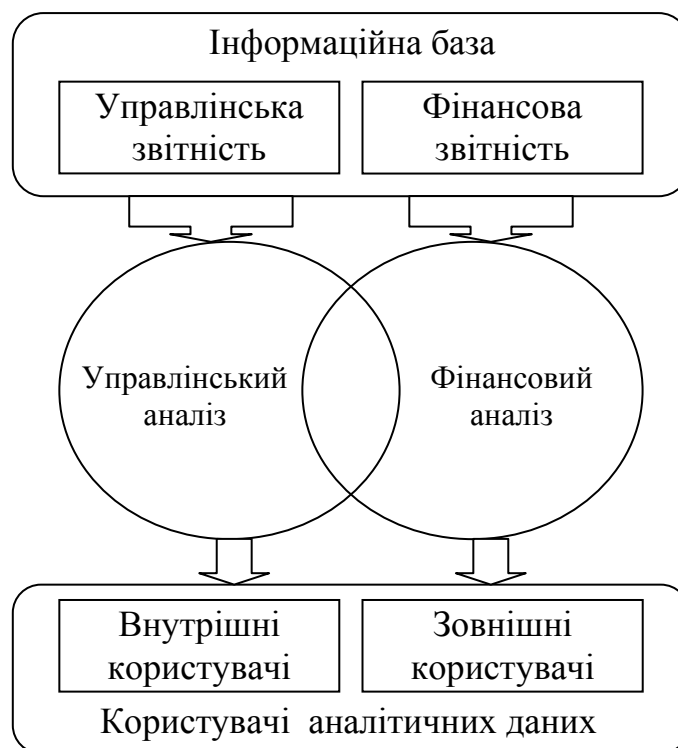 Інформаційна база
Управлінська
звітність
Фінансова
звітність
Управлінський
аналіз
Фінансовий
аналіз
Внутрішні
користувачі
Зовнішні
користувачі
Користувачі аналітичних даних